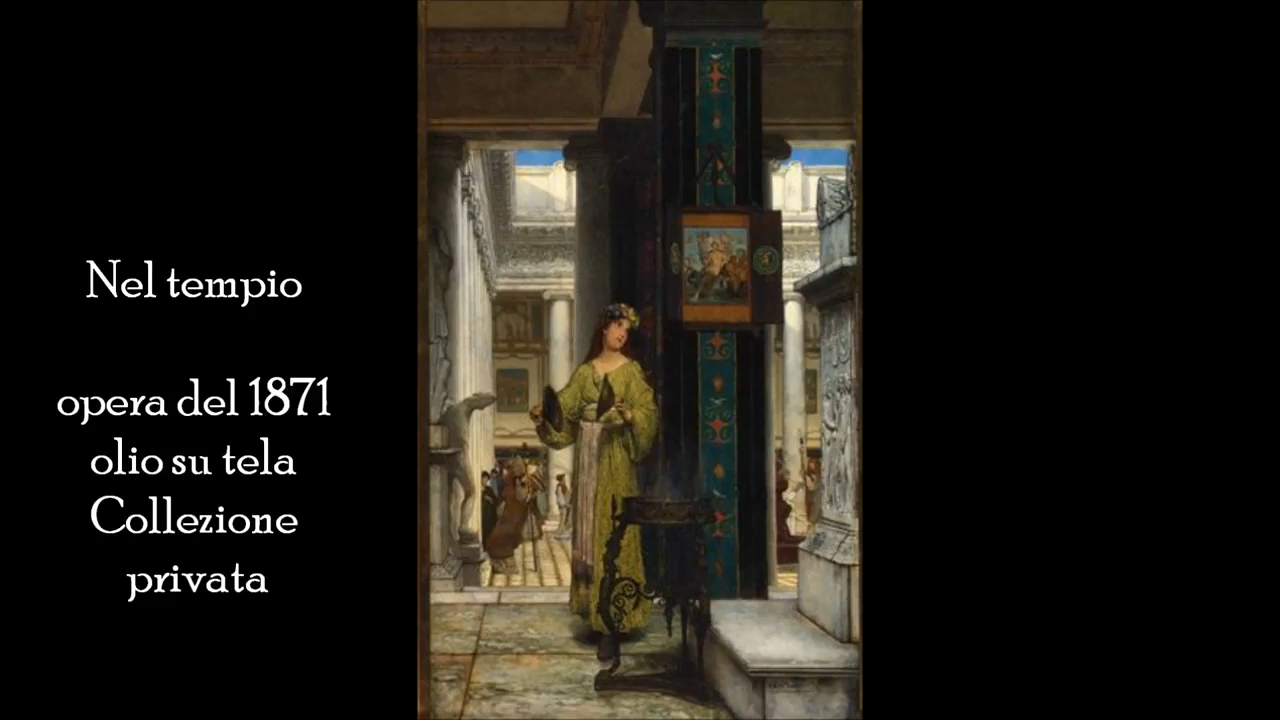 Nel tempio
opera del 1871
olio su tela
Collezione
privata